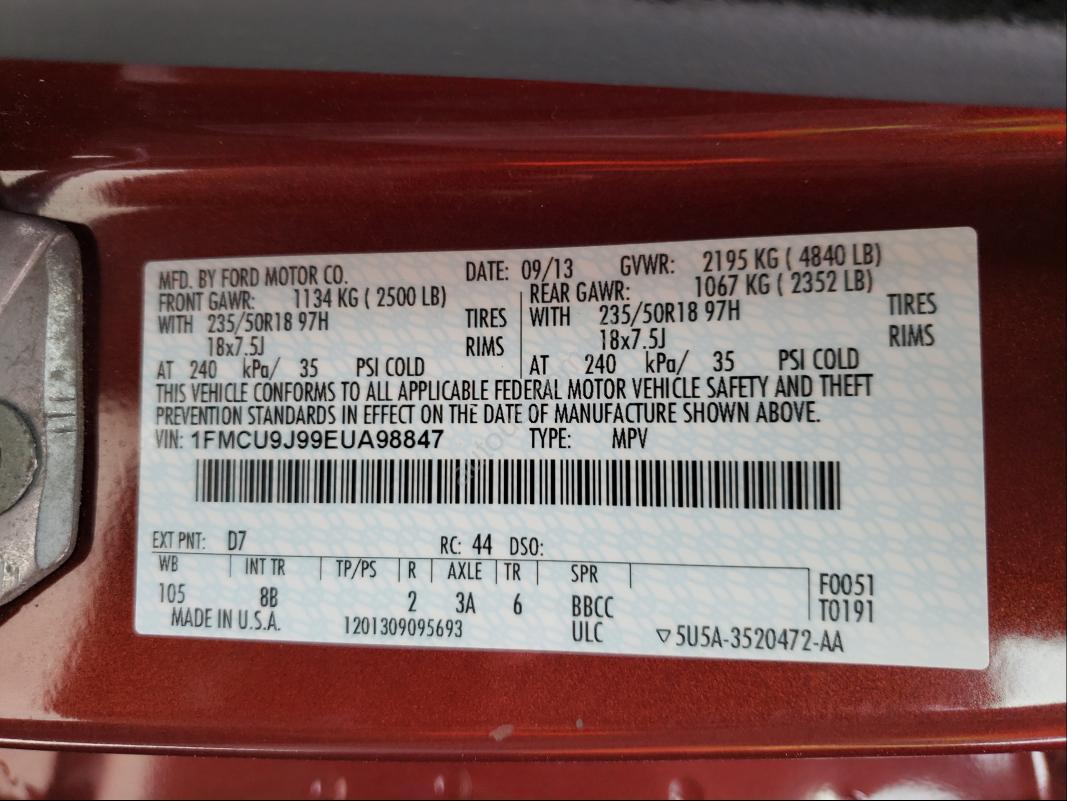 MFD. BY FORD MOTOR CO. DATE: 09/13 GVWR: 2195 KG ( 4840 LB)
FRONT GAWR: 1134 KG ( 2500 LB) REAR GAWR: 1067 KG ( 2352 LB)
WITH 235/50R18 97H TIRES WITH 235/50R18 97H TIRES
18x7.5J RIMS 18x7.5J RIMS
AT 240 kPa/ 35 PSI COLD AT 240 kPa/ 35 PSI COLD
THIS VEHICLE CONFORMS TO ALL APPLICABLE FEDERAL MOTOR VEHICLE SAFETY AND THEFT
PREVENTION STANDARDS IN EFFECT ON THE DATE OF MANUFACTURE SHOWN ABOVE.
VIN: 1FMCU9J99EUA98847 TYPE: MPV
EXT PNT: D7 RC: 44 DSO:
WB INT TR TP/PS R AXLE TR SPR
105 8B 2 3A 6 BBCC F0051
T0191
MADE IN U.S.A. 1201309095693 ULC ▽5U5A-3520472-AA